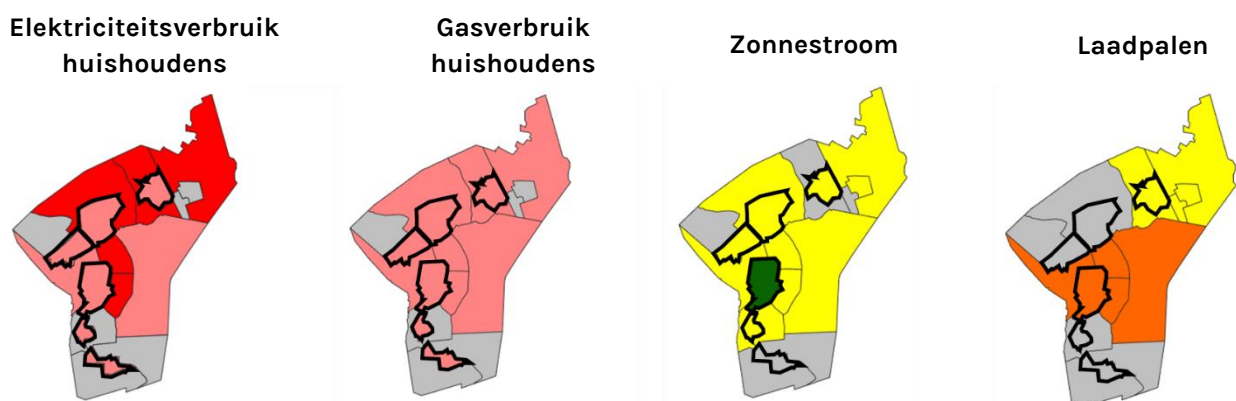 Elektriciteitsverbruik
huishoudens
Gasverbruik
huishoudens
Zonnestroom
Laadpalen